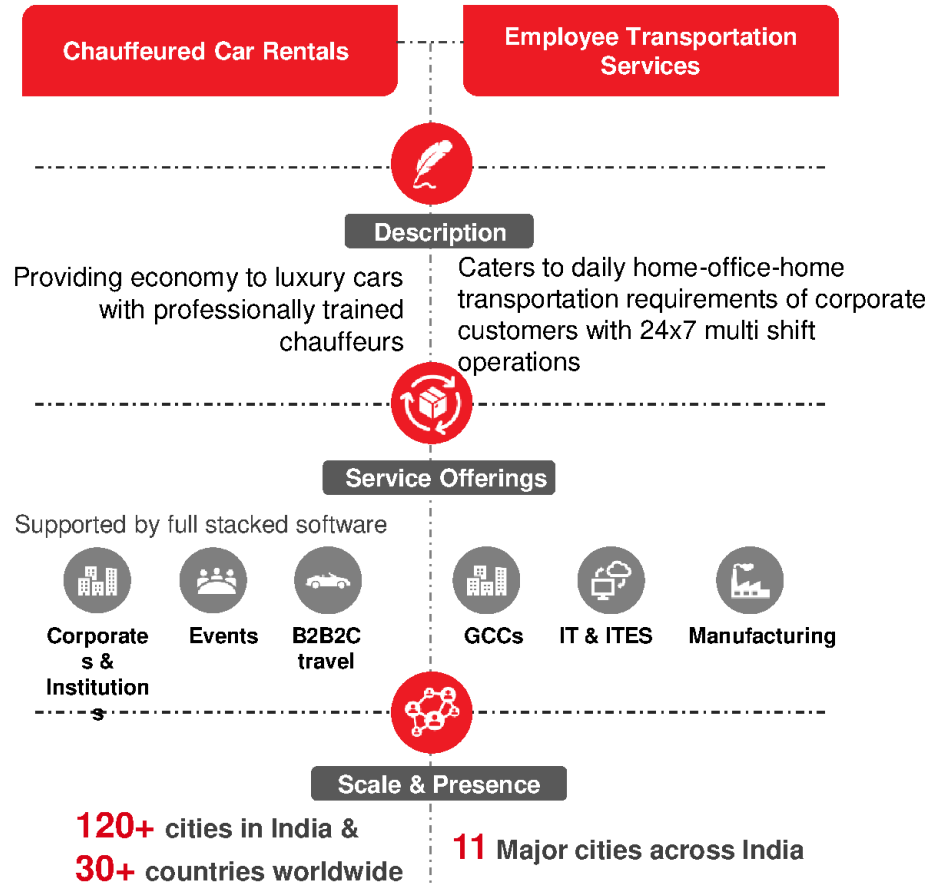 Chauffeured Car Rentals
Employee Transportation
Services
Description
Providing economy to luxury cars
with professionally trained
chauffeurs
Caters to daily home-office-home
transportation requirements of corporate
customers with 24x7 multi shift
operations
Service Offerings
Supported by full stacked software
Corporate
s &
Institution
s
Events
B2B2C
travel
GCCs
IT & ITES
Manufacturing
Scale & Presence
120+ cities in India &
30+ countries worldwide
11 Major cities across India